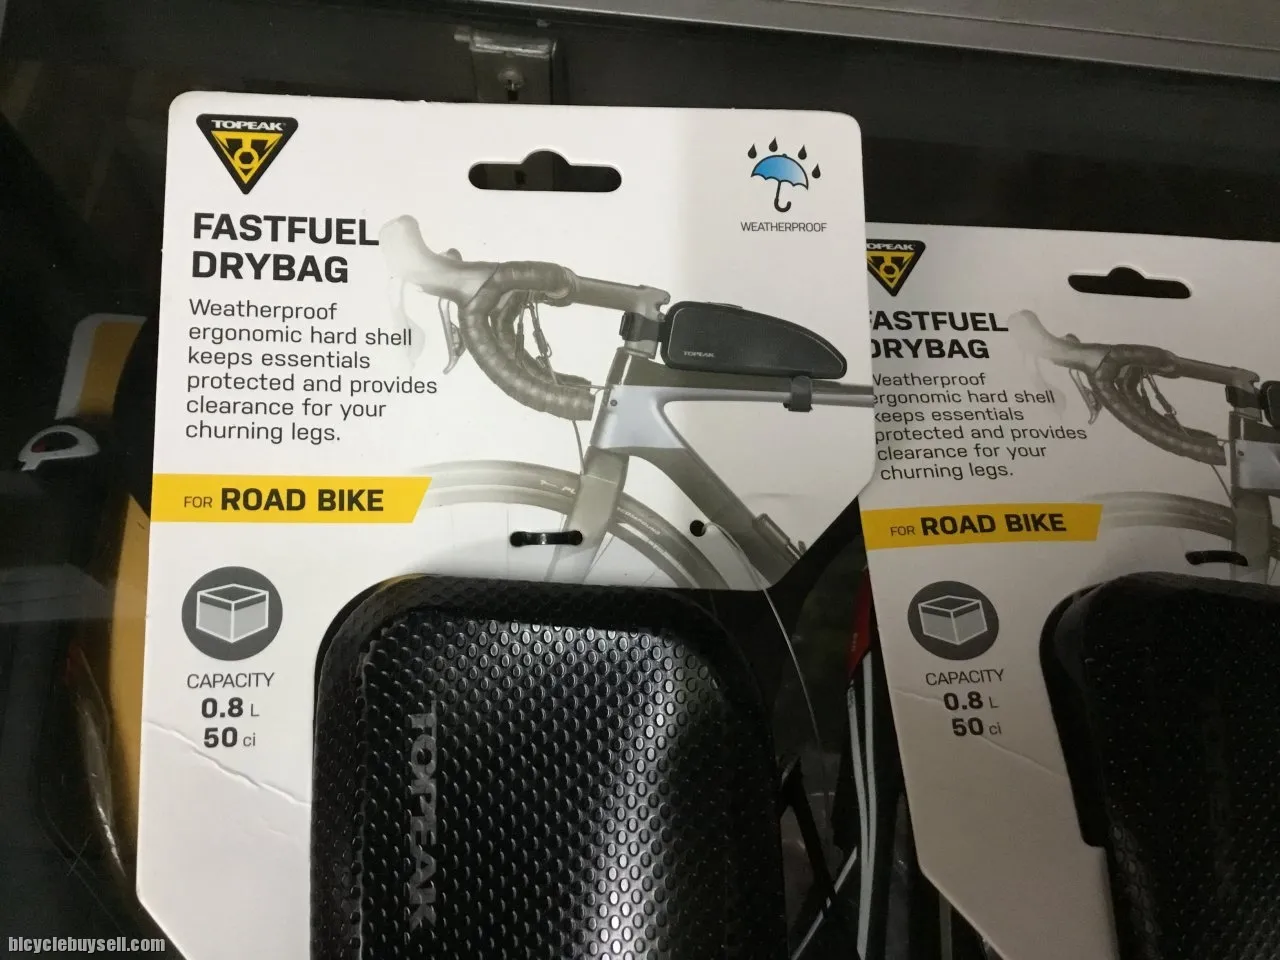 TOPEAK
FASTFUEL
DRYBAG
Weatherproof
ergonomic hard shell
keeps essentials
protected and provides
clearance for your
churning legs.
WEATHERPROOF
TOPEAK
FOR ROAD BIKE
CAPACITY
0.8 L
50 ci
TOPEAK
OPEAK
FASTFUEL
DRYBAG
Weatherproof
ergonomic hard shell
keeps essentials
protected and provides
clearance for your
churning legs.
FOR ROAD BIKE
CAPACITY
0.8 L
50 ci
bicyclebuysell.com